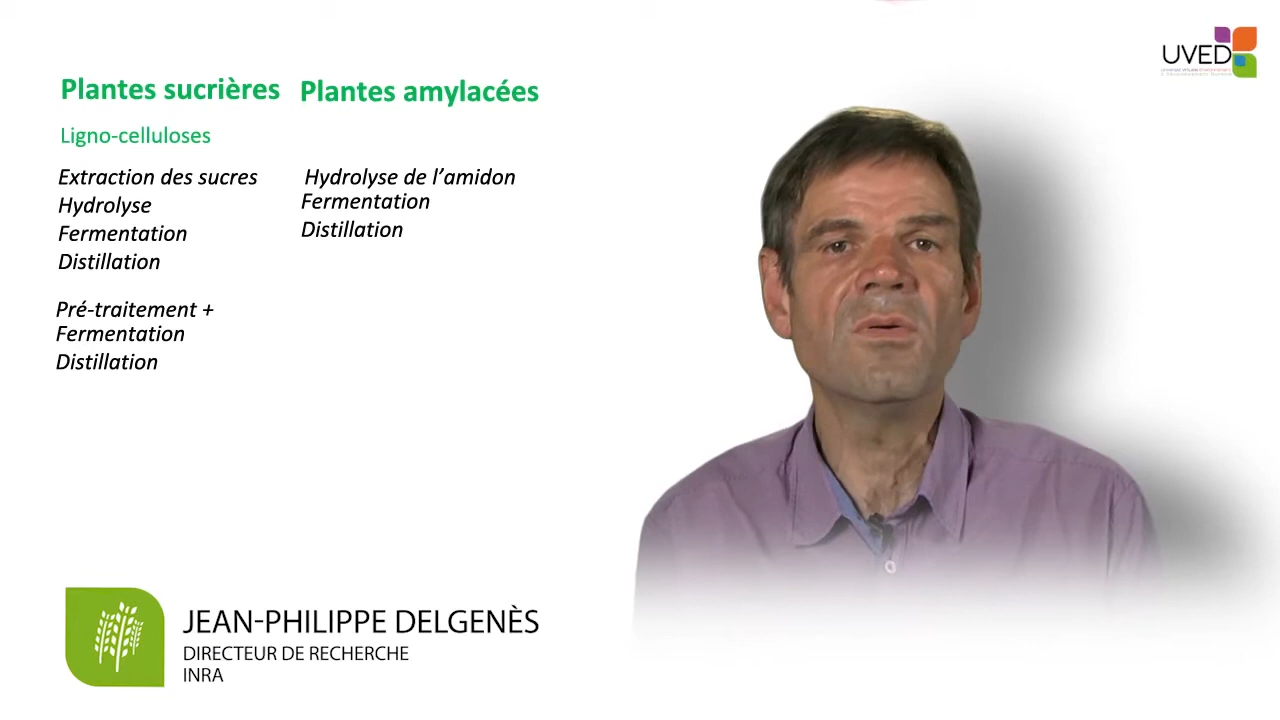 UVED
Plantes sucrières
Plantes amylacées
Ligno-celluloses
Extraction des sucres
Hydrolyse
Fermentation
Distillation
Hydrolyse de l’amidon
Fermentation
Distillation
Pré-traitement +
Fermentation
Distillation
JEAN-PHILIPPE DELGENÈS
DIRECTEUR DE RECHERCHE
INRA